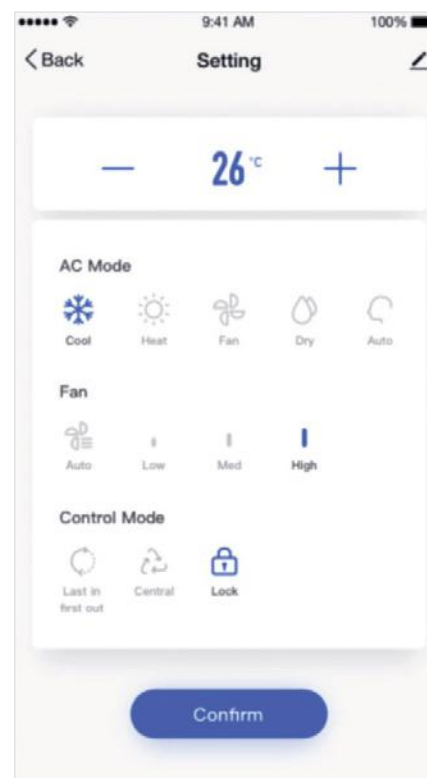 9:41 AM 100%
Back Setting
26 °C
AC Mode
Cool Heat Fan Dry Auto
Fan
Auto Low Med High
Control Mode
Last in Central Lock
first out
Confirm